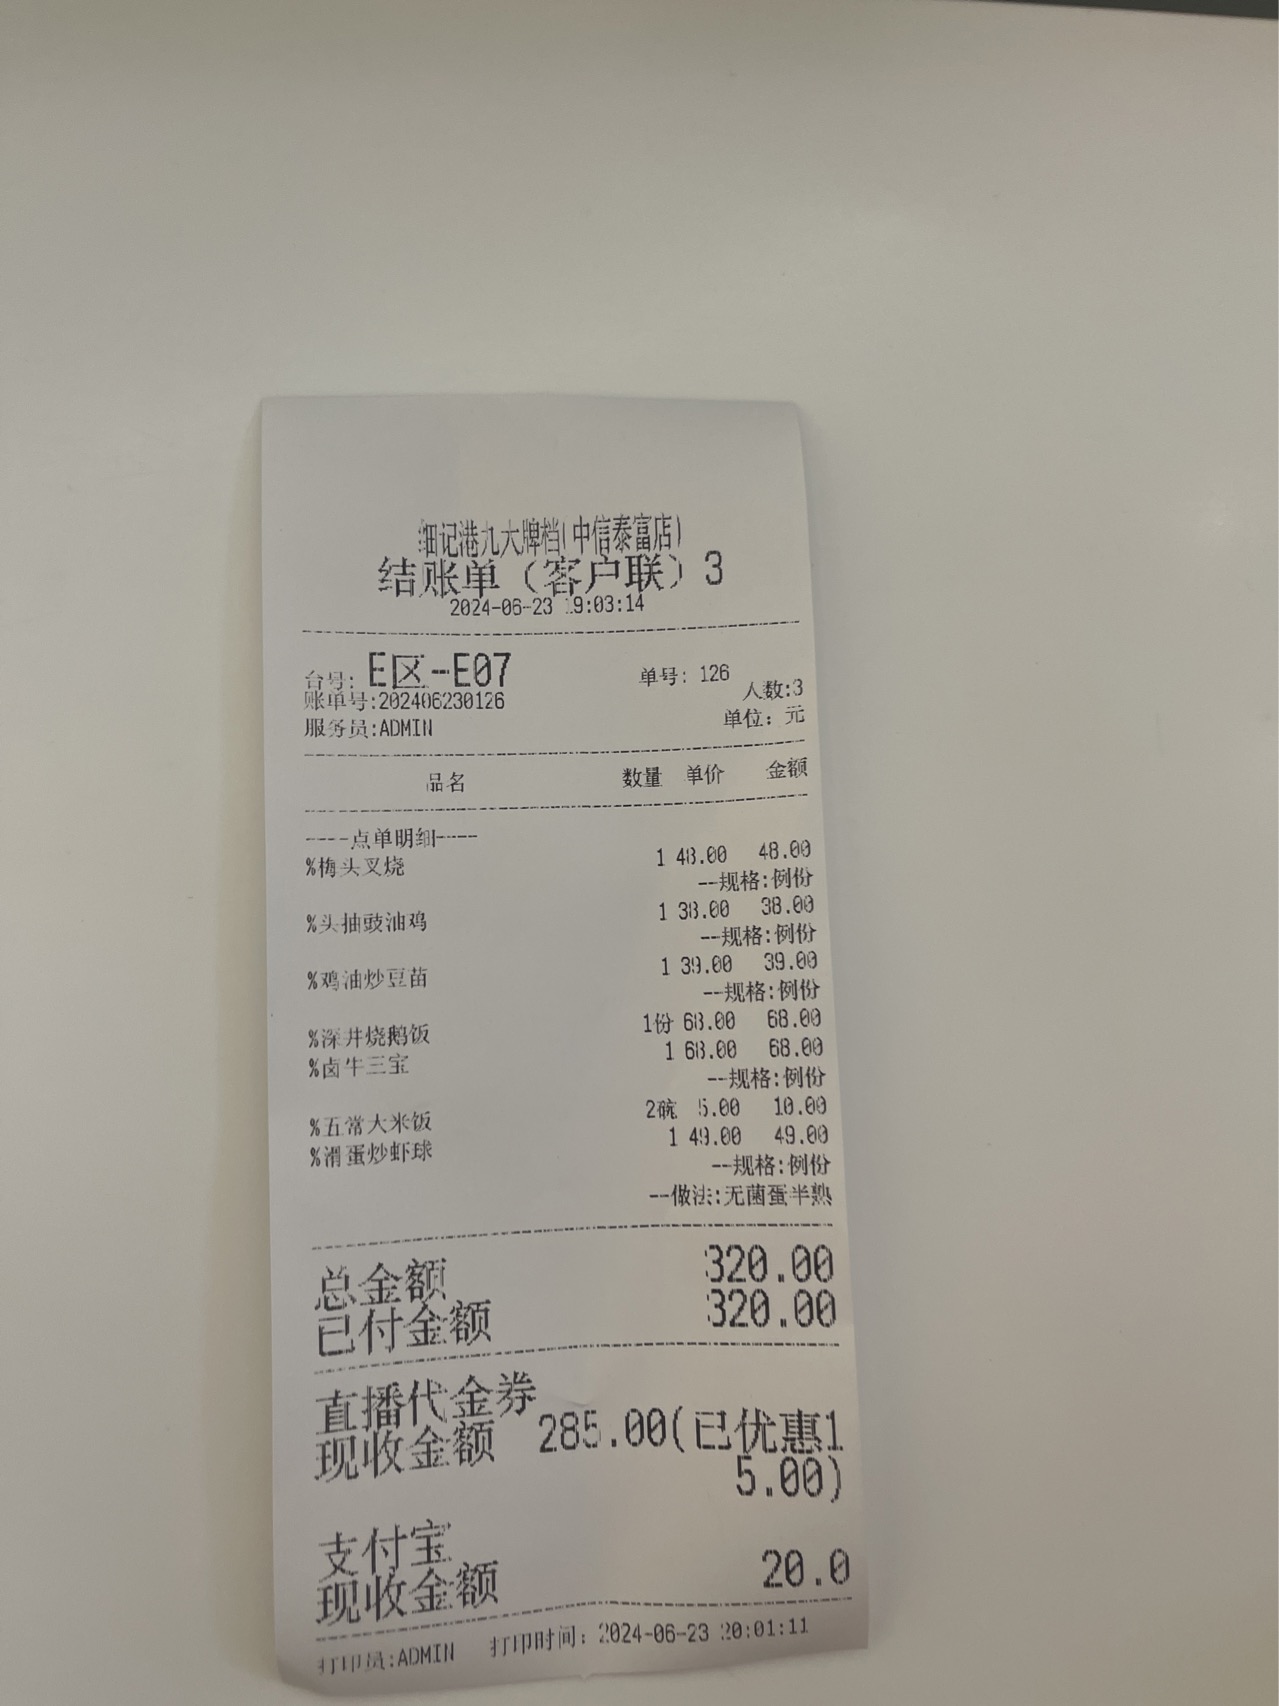 细记港九大牌档(中信泰富店)
结账单（客户联）3
2024-06-23 19:03:14
台号: E区-E07 单号: 126
账单号:202406230126 人数:3
服务员:ADMIN 单位: 元
品名 数量 单价 金额
----点单明细----
%梅头叉烧 1 48.00 48.00
--规格:例份
%头抽豉油鸡 1 38.00 38.00
--规格:例份
%鸡油炒豆苗 1 39.00 39.00
--规格:例份
%深井烧鹅饭 1份 68.00 68.00
%卤牛三宝 1 68.00 68.00
--规格:例份
%五常大米饭 2碗 5.00 10.00
%滑蛋炒虾球 1 49.00 49.00
--规格:例份
--做法:无菌蛋半熟
总金额 320.00
已付金额 320.00
直播代金券
现收金额 285.00(已优惠1
5.00)
支付宝
现收金额 20.0
打印员:ADMIN 打印时间: 2024-06-23 20:01:11